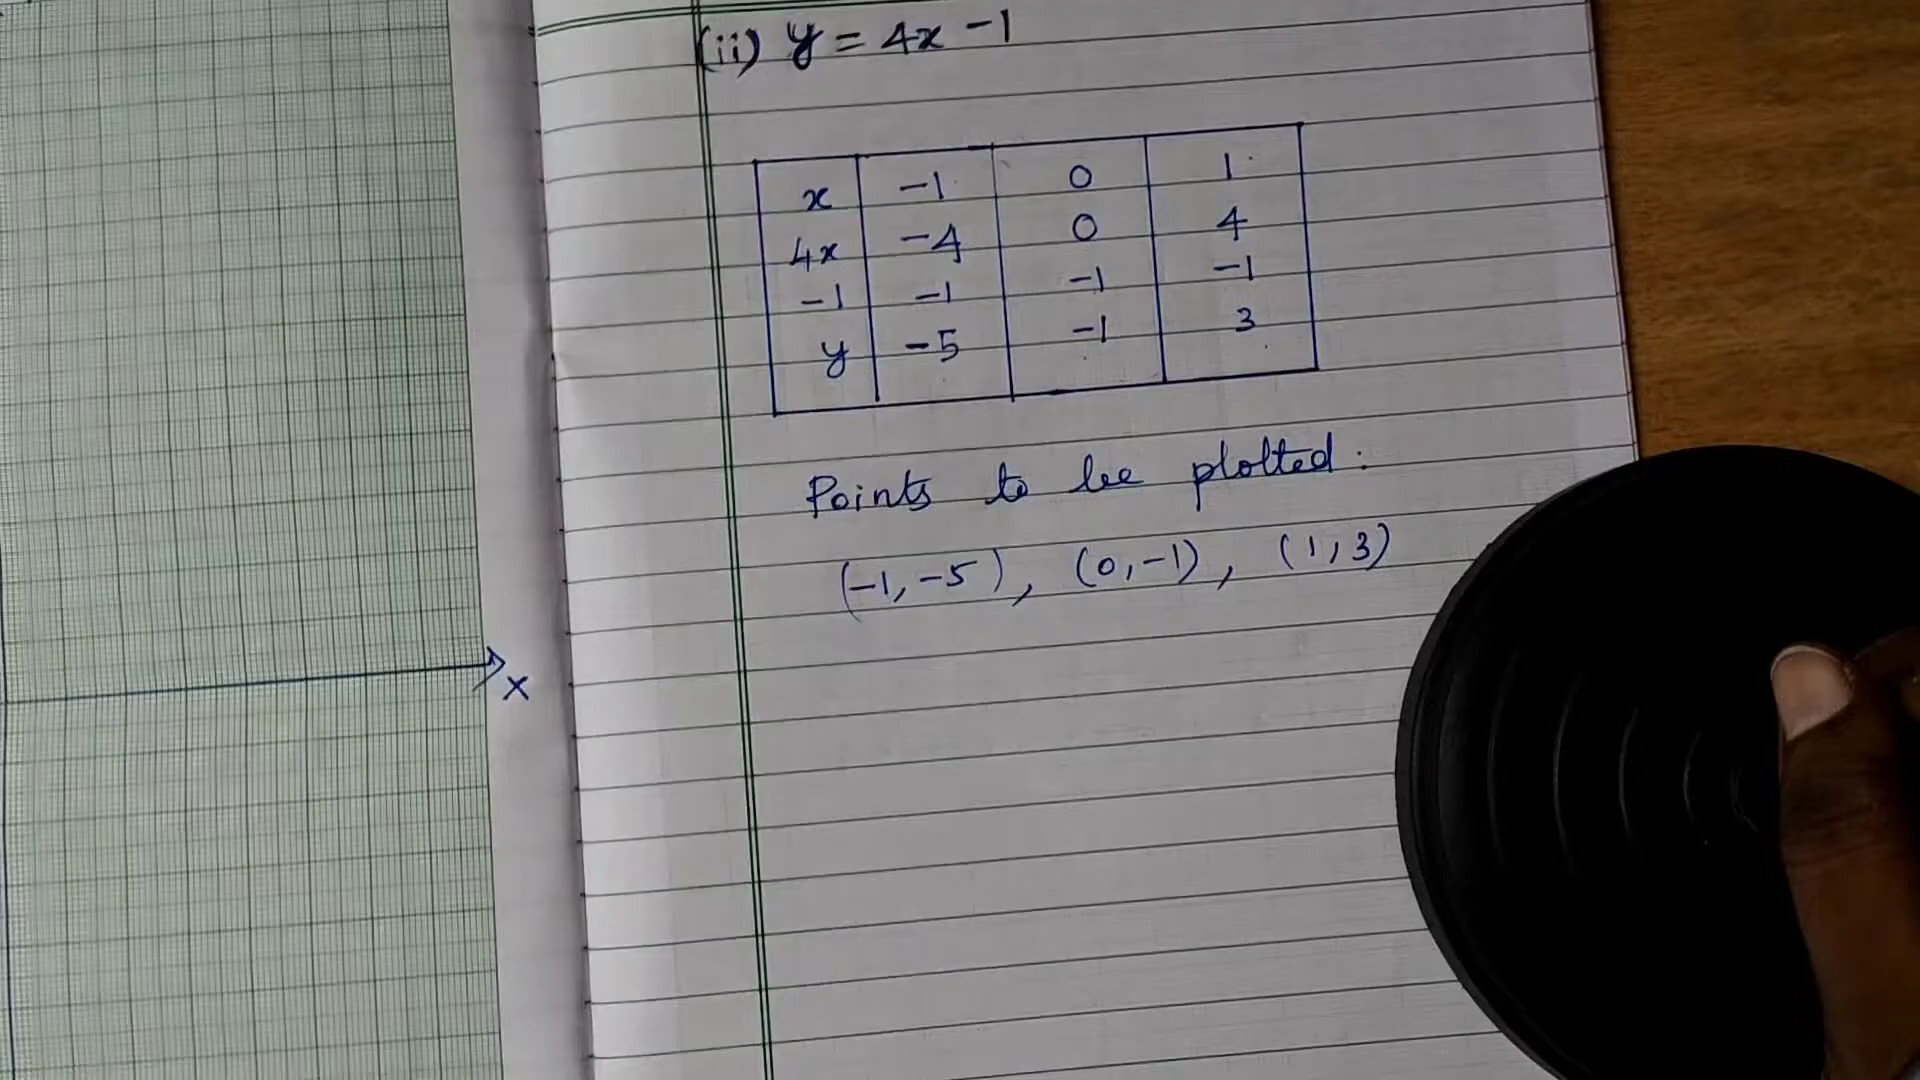 (ii) y = 4x -1
x -1 0 1
4x -4 0 4
-1 -1 -1 -1
y -5 -1 3
Points to be plotted :
(-1, -5), (0, -1), (1, 3)
X